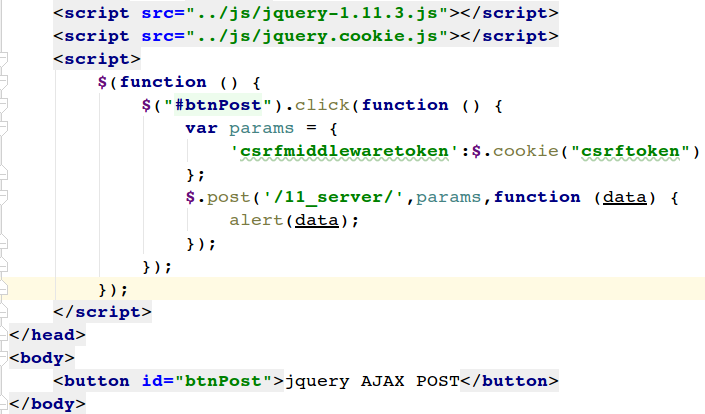 <script src="../js/jquery-1.11.3.js"></script>
<script src="../js/jquery.cookie.js"></script>
<script>
$(function () {
$("#btnPost").click(function () {
var params = {
'csrfmiddlewaretoken':$.cookie("csrftoken")
};
$.post('/11_server/',params,function (data) {
alert(data);
});
});
});
</script>
</head>
<body>
<button id="btnPost">jquery AJAX POST</button>
</body>